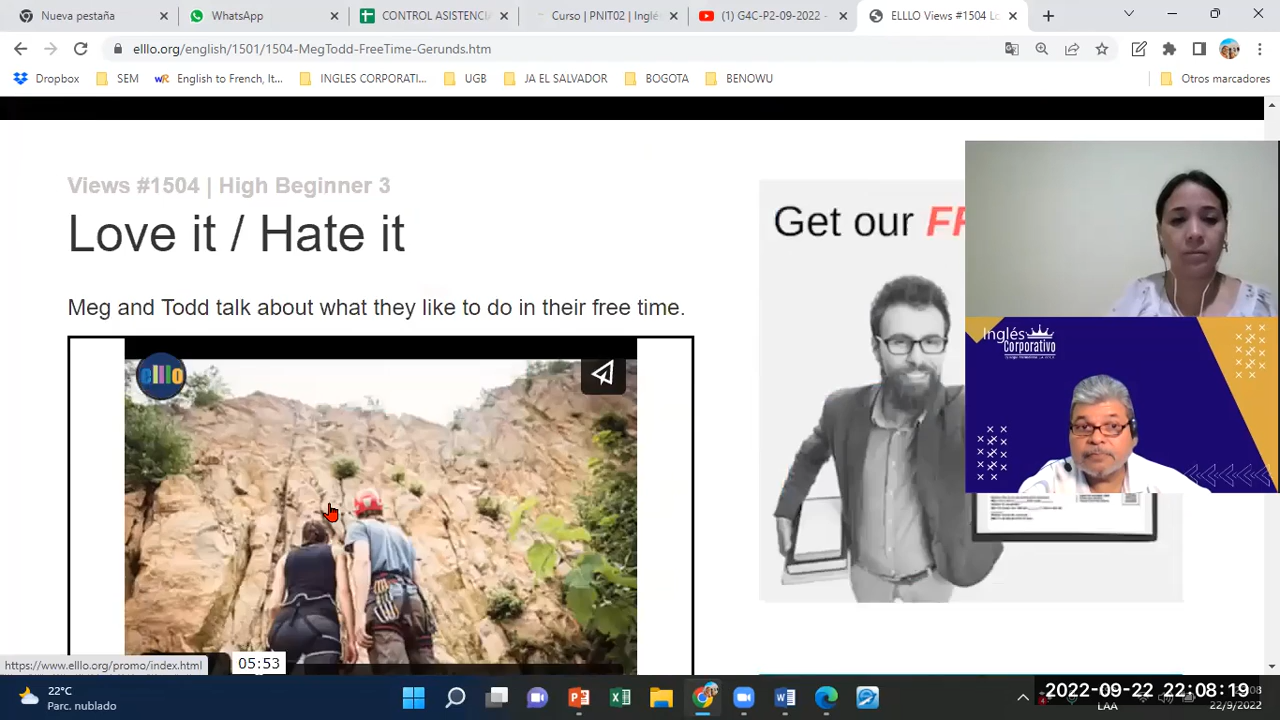 Nueva pestaña
WhatsApp
CONTROL ASISTENCIA
Curso | PNIT02 | Inglé
(1) G4C-P2-09-2022 -
ELLLO Views #1504 Lo
elllo.org/english/1501/1504-MegTodd-FreeTime-Gerunds.htm
Dropbox
SEM
English to French, It...
INGLES CORPORATI...
UGB
JA EL SALVADOR
BOGOTA
BENOWU
Otros marcadores
Views #1504 | High Beginner 3
Love it / Hate it
Meg and Todd talk about what they like to do in their free time.
elllo
Get our
Inglés
Corporativo
05:53
https://www.elllo.org/promo/index.html
22°C
Parc. nublado
LAA
2022-09-22 22:08:19
22/9/2022